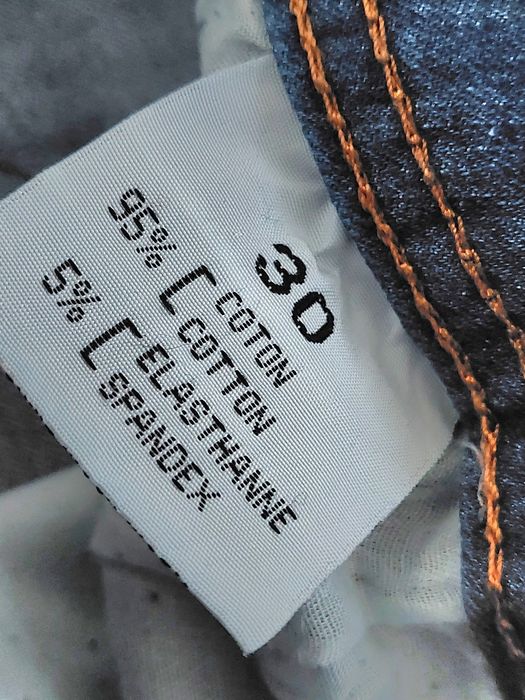 30
95% [COTON
COTTON
5% [ELASTHANNE
SPANDEX